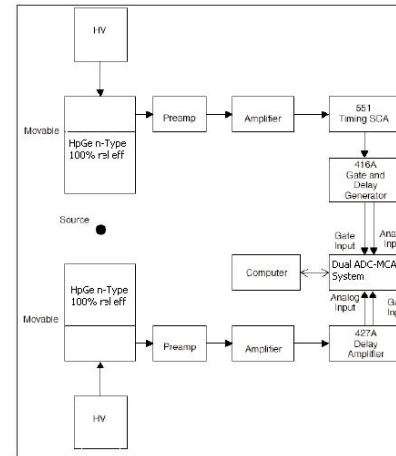 HV
Movable
HpGe n-Type
100% rel eff
Preamp
Amplifier
551
Timing SCA
416A
Gate and
Delay
Generator
Source
Gate
Input
Analog
Input
Computer
Dual ADC-MCA
System
HpGe n-Type
100% rel eff
Analog
Input
Movable
Preamp
Amplifier
427A
Delay
Amplifier
HV